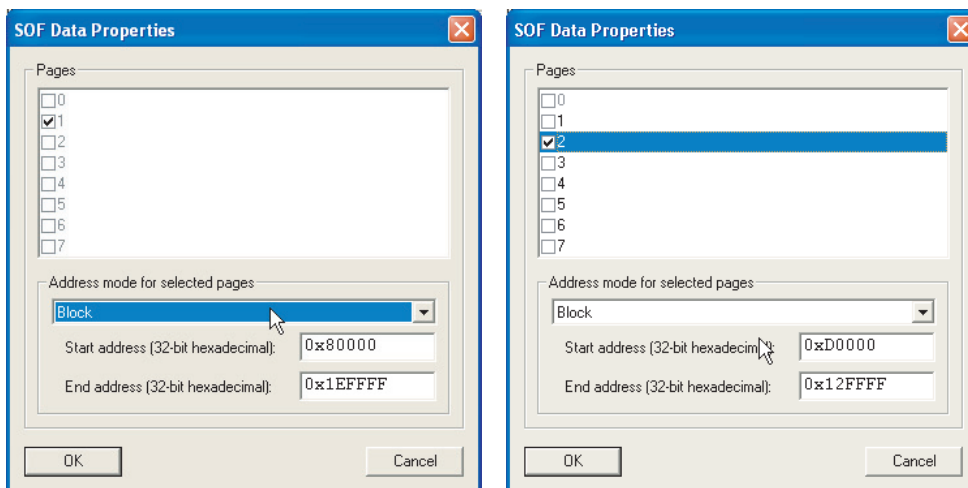 SOF Data Properties
Pages
0
1
2
3
4
5
6
7
Address mode for selected pages
Block
Start address (32-bit hexadecimal): 0x80000
End address (32-bit hexadecimal): 0x1EFFFF
OK Cancel
SOF Data Properties
Pages
0
1
2
3
4
5
6
7
Address mode for selected pages
Block
Start address (32-bit hexadecimal): 0xD0000
End address (32-bit hexadecimal): 0x12FFFF
OK Cancel